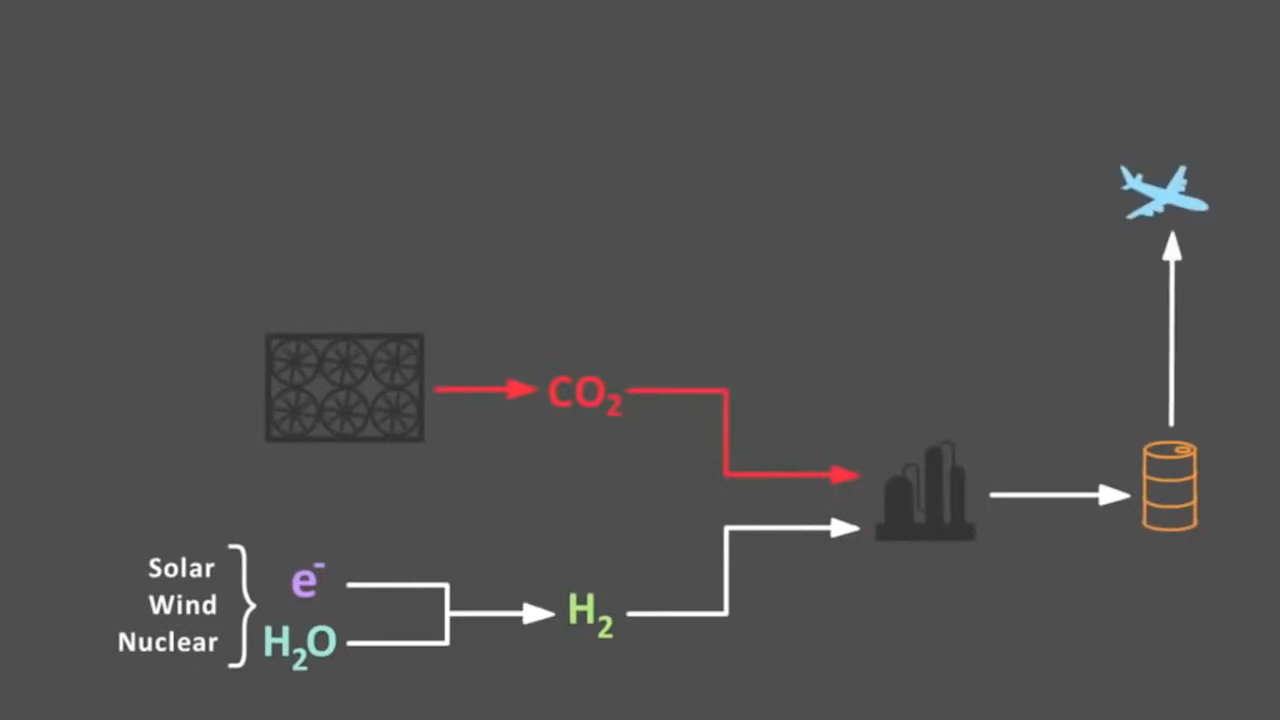 CO₂
Solar
Wind
Nuclear
e⁻
H₂O
H₂